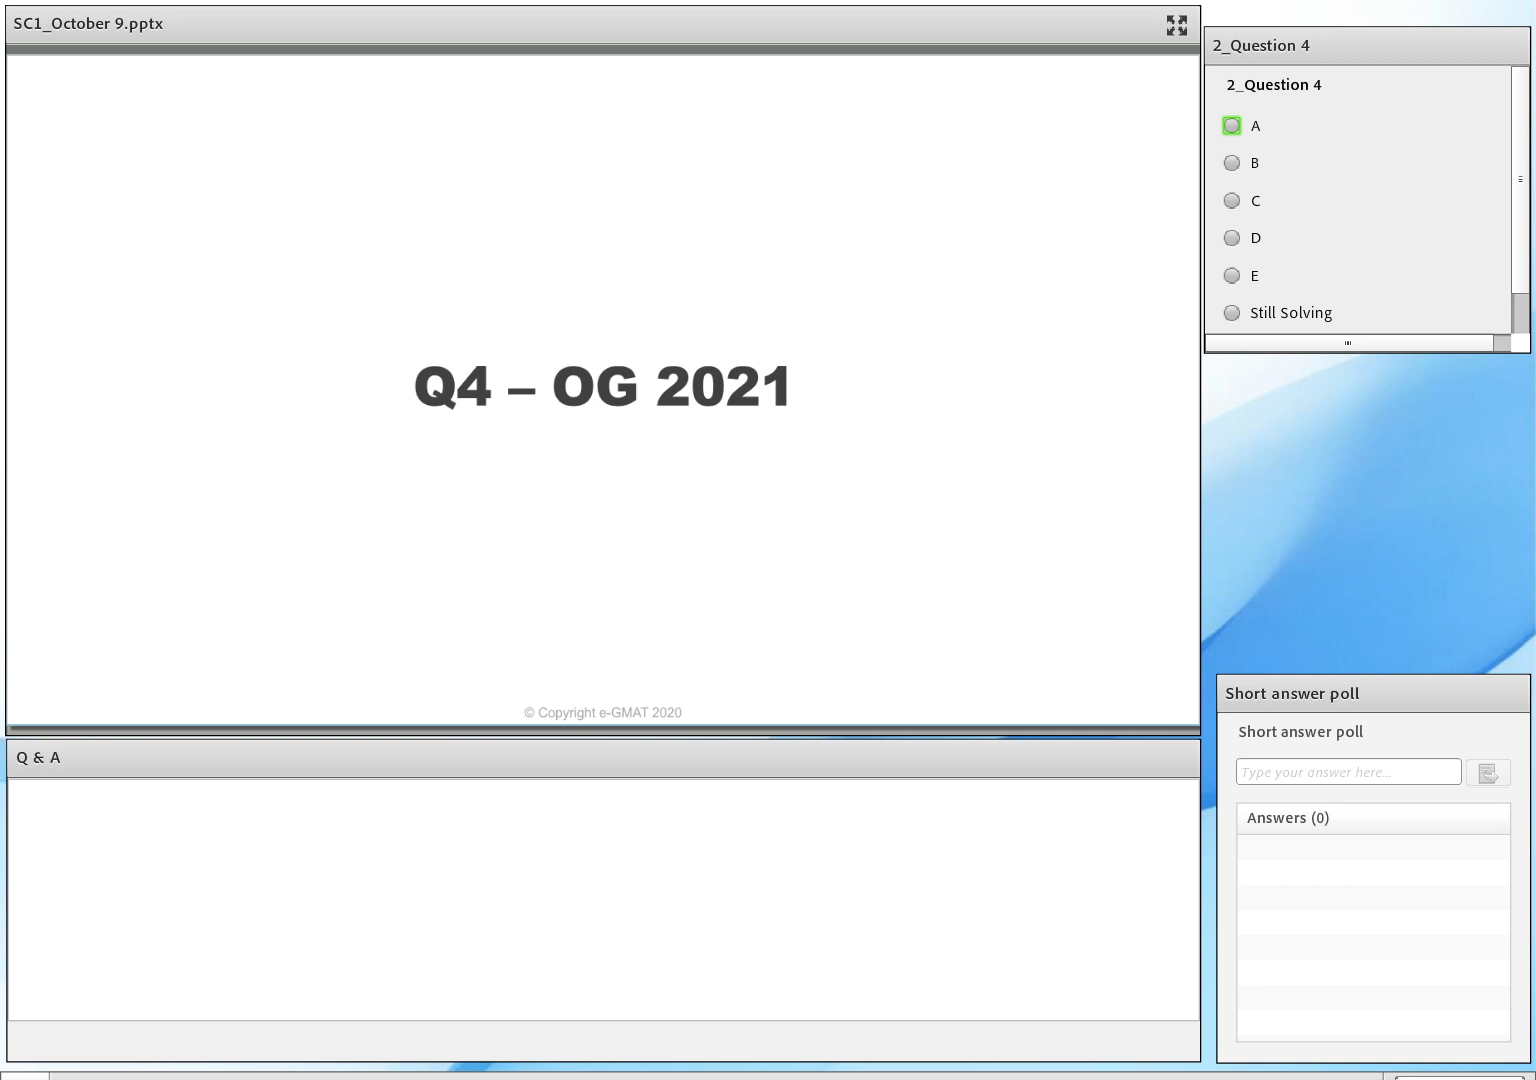 SC1_October 9.pptx
Q4 – OG 2021
© Copyright e-GMAT 2020
Q & A
2_Question 4
2_Question 4
A
B
C
D
E
Still Solving
Short answer poll
Short answer poll
Type your answer here...
Answers (0)